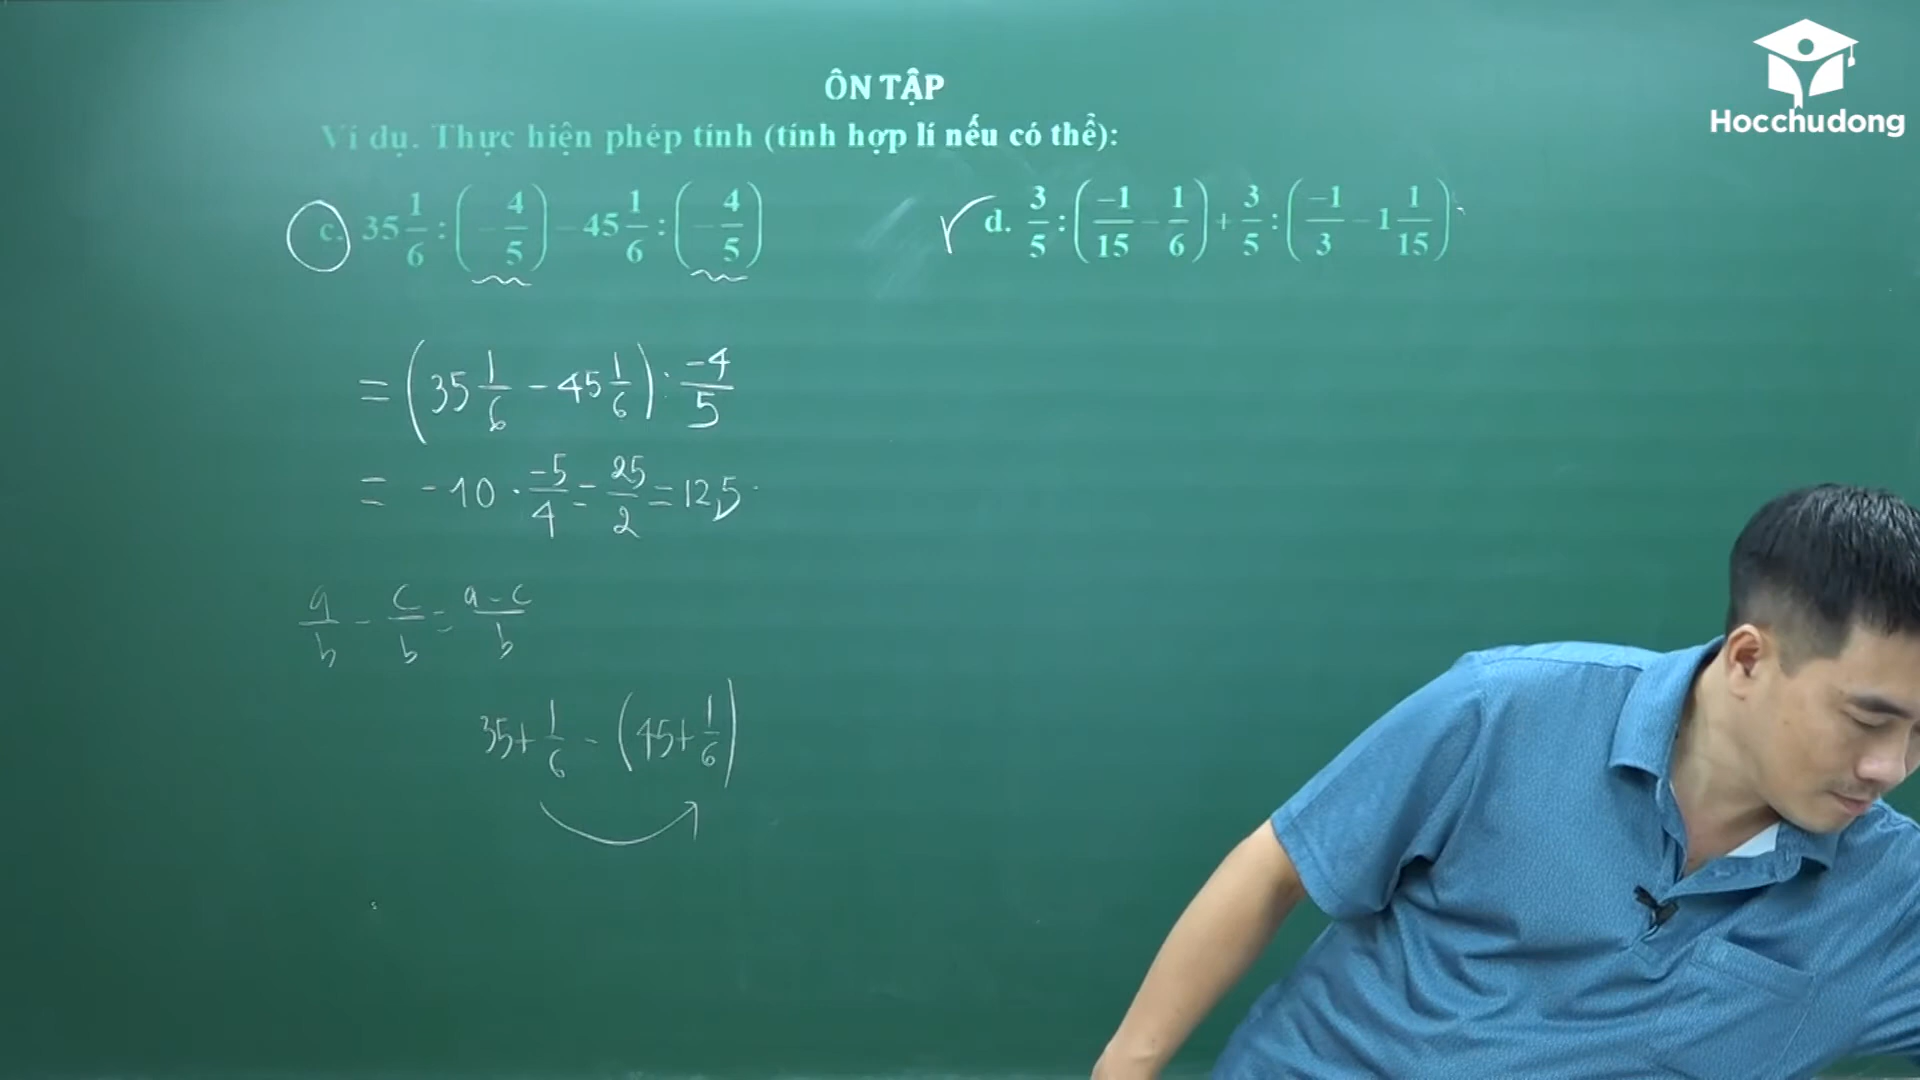 Hocchudong
ÔN TẬP
Ví dụ. Thực hiện phép tính (tính hợp lí nếu có thể):
c. 35 1/6 : (- 4/5) - 45 1/6 : (- 4/5)
d. 3/5 : (-1/15 - 1/6) + 3/5 : (-1/3 - 1 1/15)
= (35 1/6 - 45 1/6) : -4/5
= -10 . -5/4 = 25/2 = 12,5
a/b - c/b = a-c/b
35+1/6 - (45+1/6)